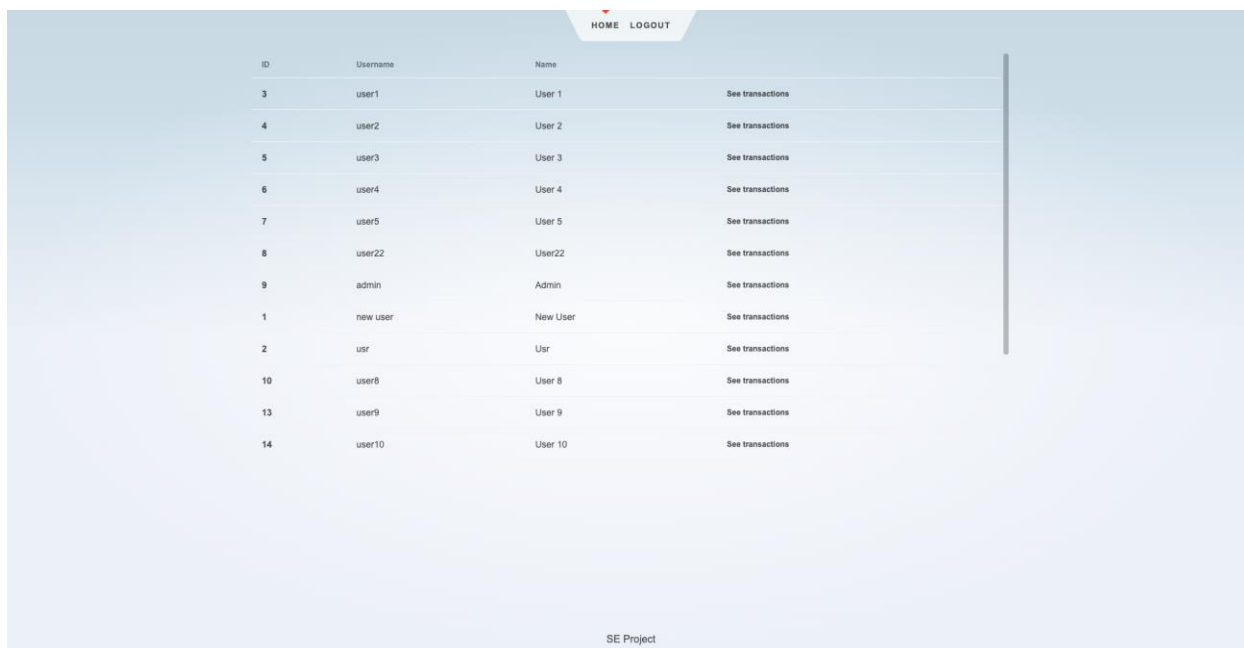 HOME LOGOUT
ID Username Name
3 user1 User 1 See transactions
4 user2 User 2 See transactions
5 user3 User 3 See transactions
6 user4 User 4 See transactions
7 user5 User 5 See transactions
8 user22 User22 See transactions
9 admin Admin See transactions
1 new user New User See transactions
2 usr Usr See transactions
10 user8 User 8 See transactions
13 user9 User 9 See transactions
14 user10 User 10 See transactions
SE Project